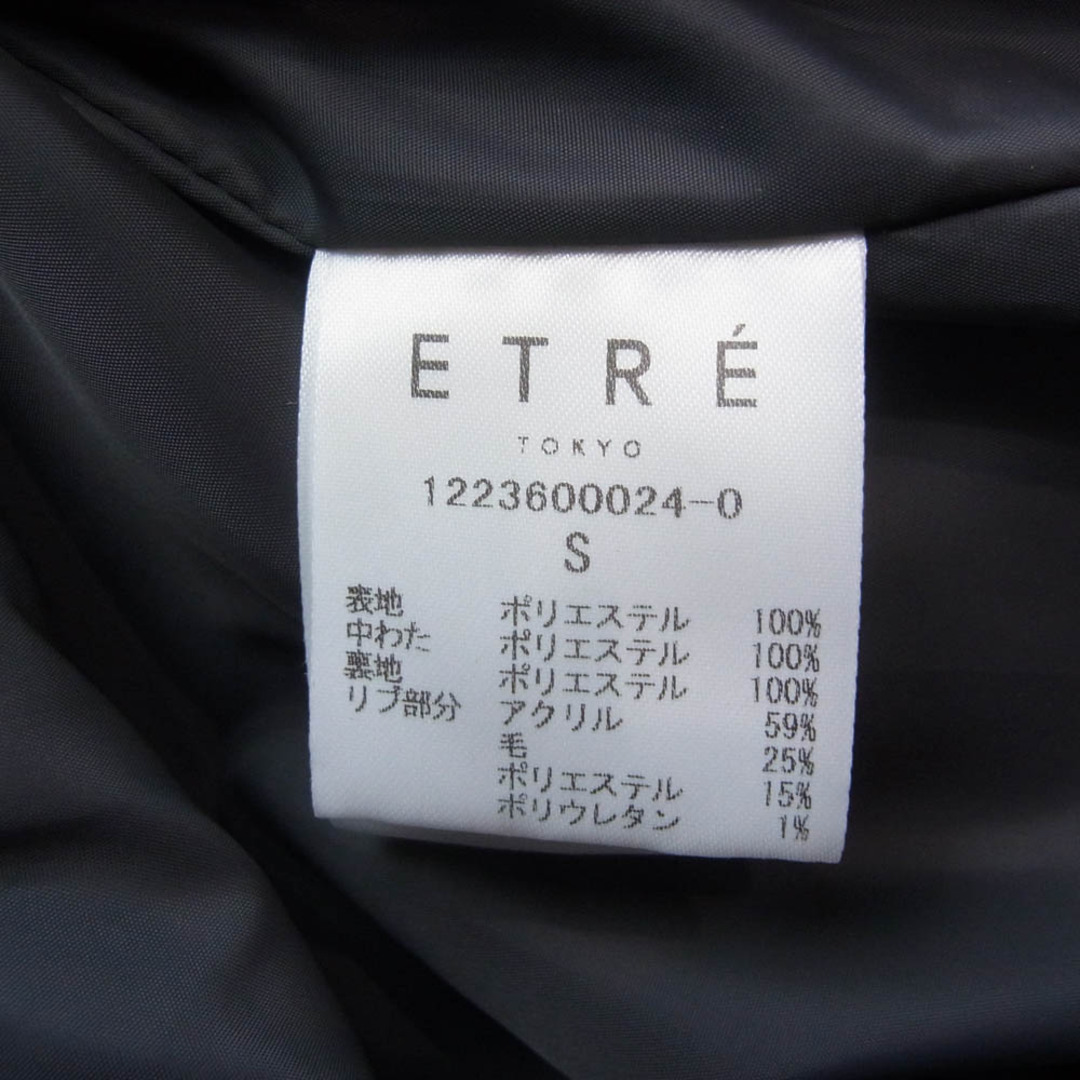 ETRÉ
TOKYO
1223600024-0
S
表地 ポリエステル 100%
中わた ポリエステル 100%
裏地 ポリエステル 100%
リブ部分 アクリル 59%
毛 25%
ポリエステル 15%
ポリウレタン 1%